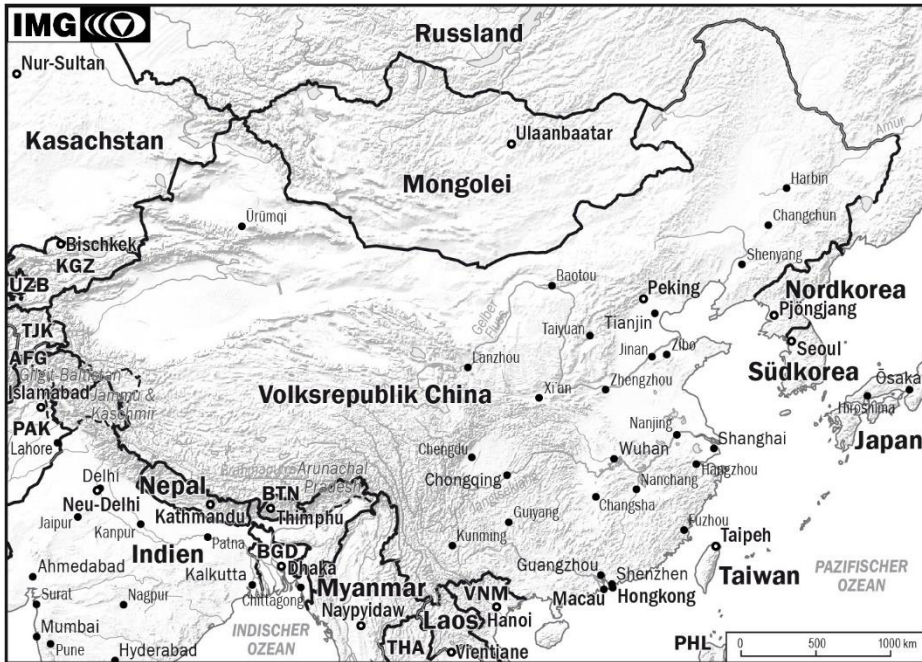 IMG
Russland
Nur-Sultan
Kasachstan
Ulaanbaatar
Amur
Mongolei
Harbin
Ürümqi
Changchun
Bischkek
KGZ
Shenyang
ÜZB
Baotou
Peking
Nordkorea
Pjöngjang
Gelber
Tianjin
TJK
Taiyuan
Seoul
AFG
Jinan
Zibo
Südkorea
Gilgit-Baltistan
Lanzhou
Islamabad
Jammu &
Kaschmir
Volksrepublik China
Xi'an
Zhengzhou
Ōsaka
Hiroshima
PAK
Japan
Lahore
Nanjing
Shanghai
Chengdu
Wuhan
Hangzhou
Delhi
Nepal
Brahmaputra
Arunachal
Pradesh
Chongqing
Jangtsekiang
Nanchang
Neu-Delhi
BTN
Changsha
Jaipur
Kathmandu
Thimphu
Guiyang
Kanpur
Fuzhou
Patna
Kunming
Taipeh
Indien
BGD
Ahmedabad
Dhaka
Guangzhou
Shenzhen
Taiwan
PAZIFISCHER
OZEAN
Kalkutta
Myanmar
VNM
Macau
Hongkong
Surat
Nagpur
Chittagong
Naypyidaw
Laos
Hanoi
Mumbai
INDISCHER
OZEAN
Pune
Hyderabad
THA
Vientiane
PHL
0
500
1000 km